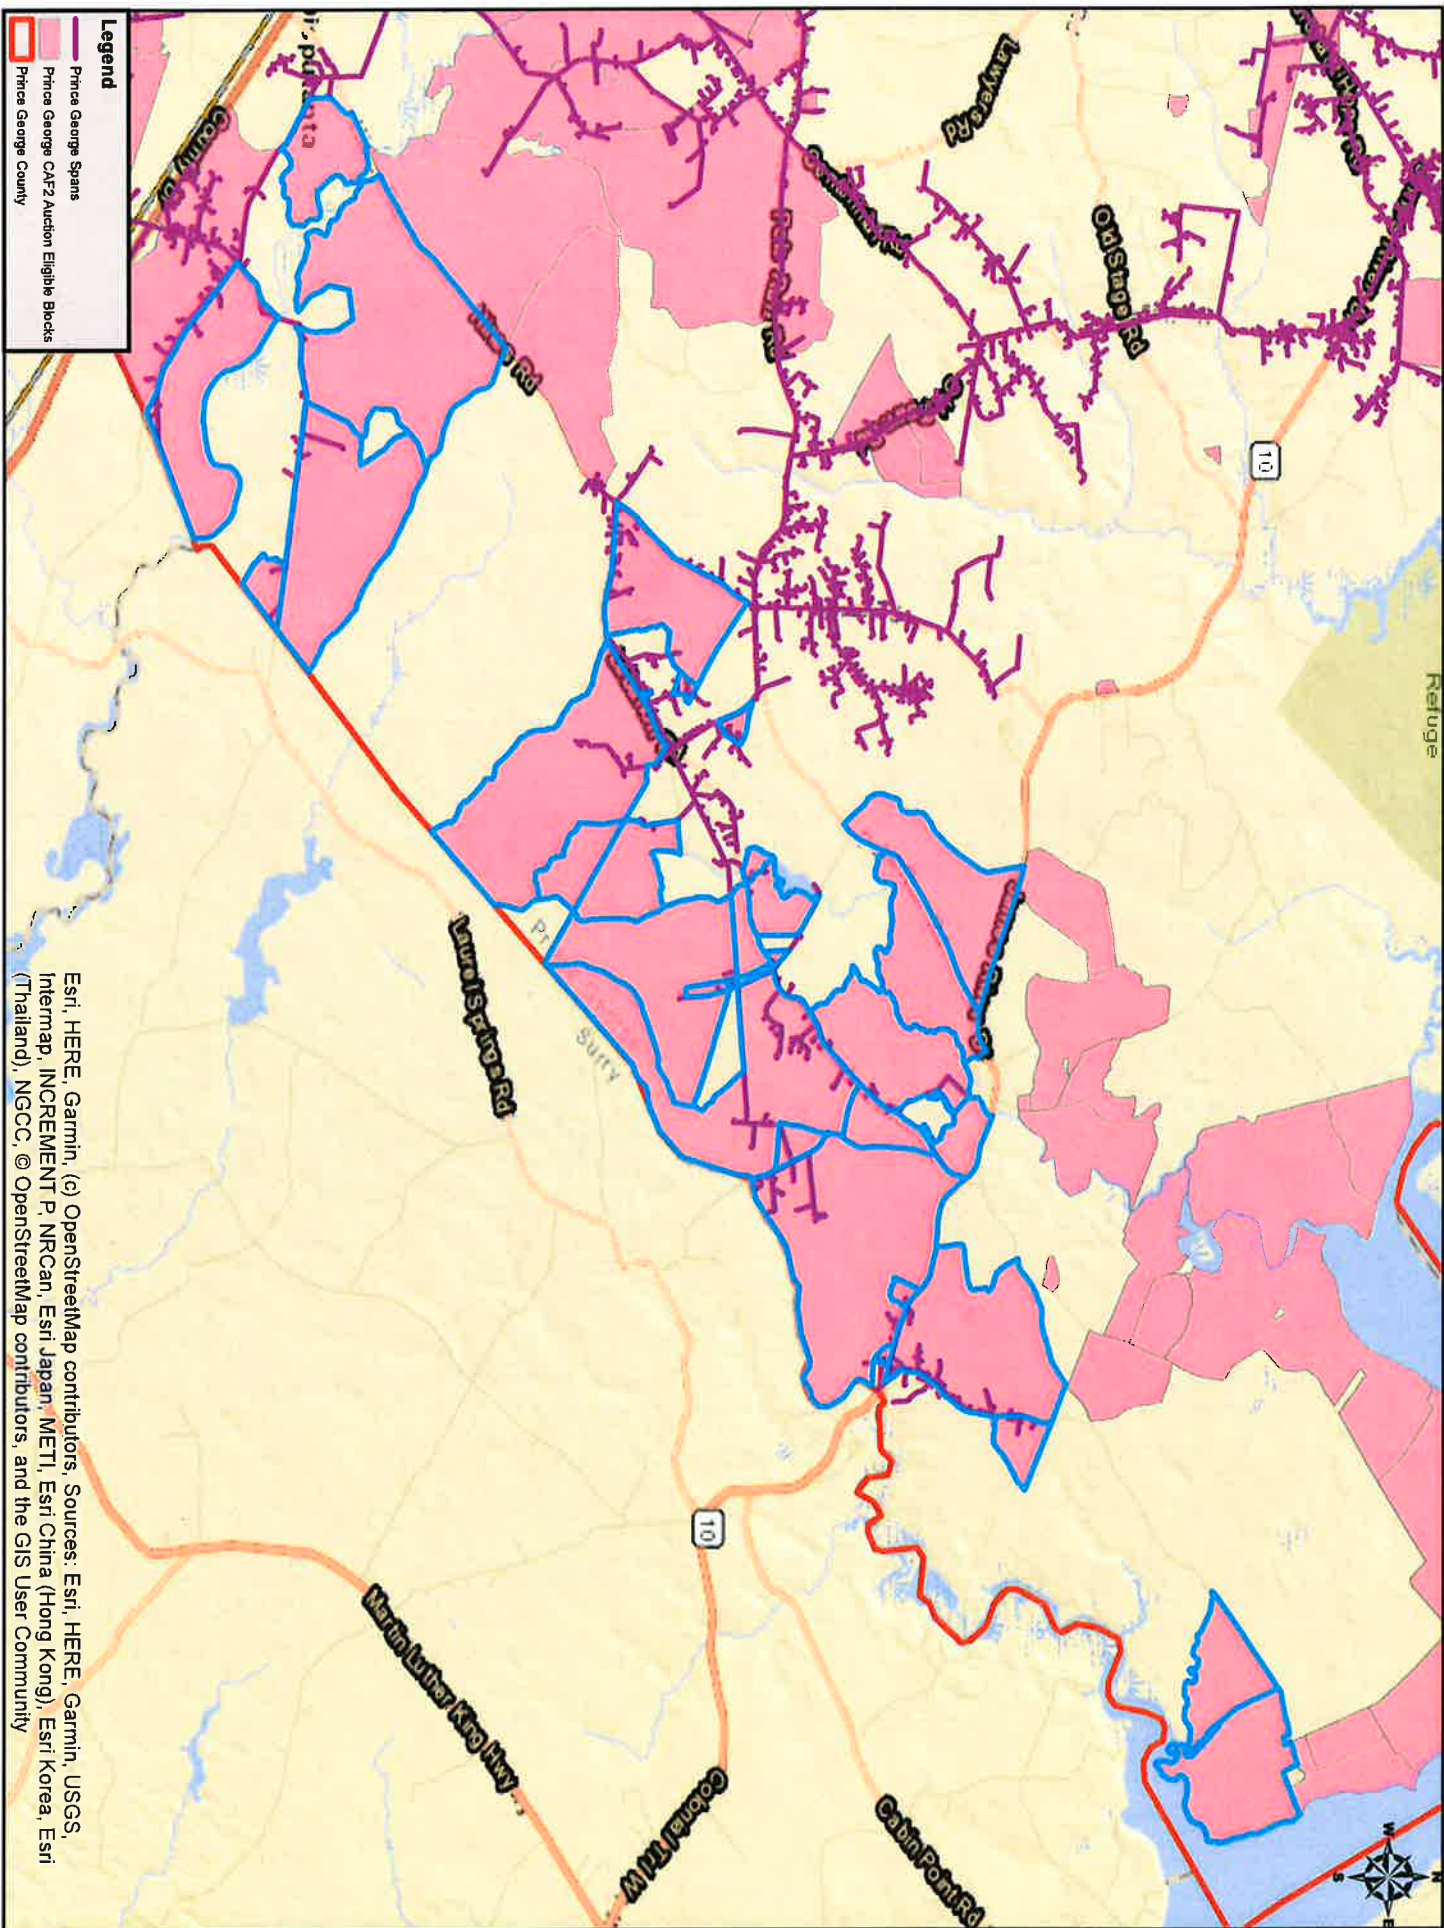 Refuge
10
Old Stage Rd
Lawyers Rd
Laurel Springs Rd
Surry
10
Cabin Point Rd
Colonial Trl W
Martin Luther King Hwy
N
W
E
S
Legend
Prince George Spans
Prince George CAF2 Auction Eligible Blocks
Prince George County
Esri, HERE, Garmin, (c) OpenStreetMap contributors, Sources: Esri, HERE, Garmin, USGS,
Intermap, INCREMENT P, NRCan, Esri Japan, METI, Esri China (Hong Kong), Esri Korea, Esri
(Thailand), NGCC, © OpenStreetMap contributors, and the GIS User Community